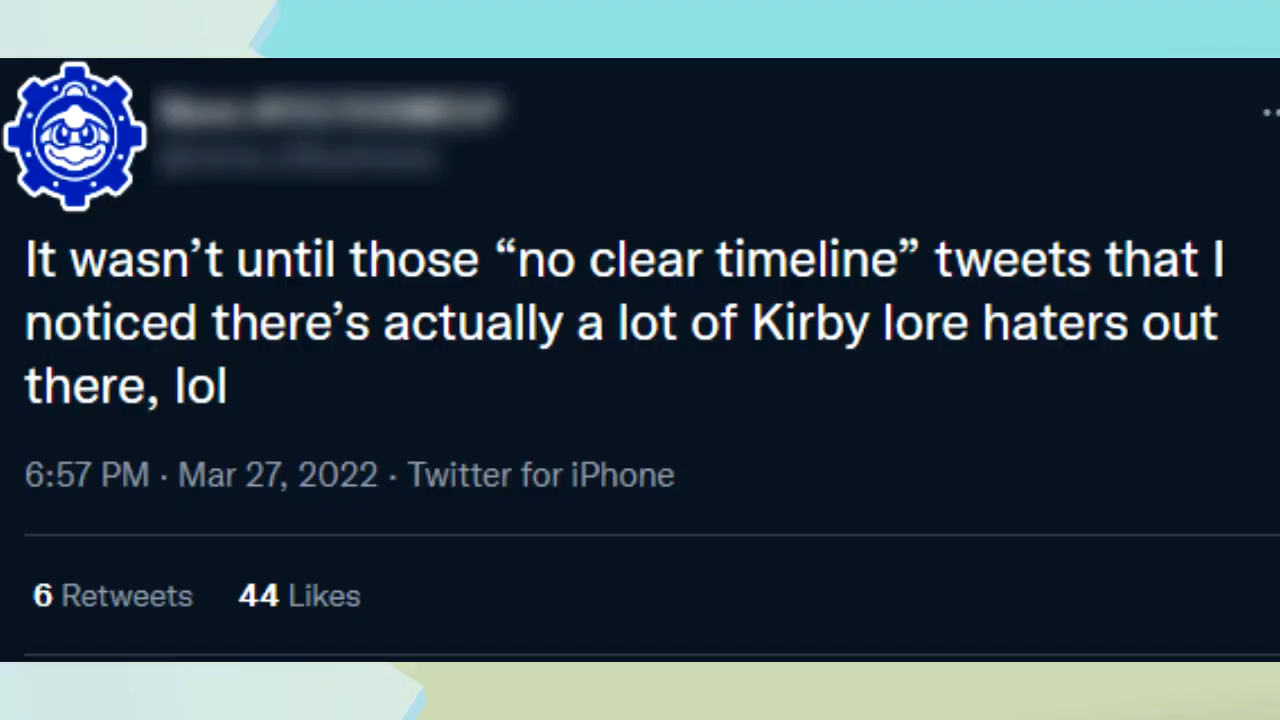 It wasn’t until those “no clear timeline” tweets that I
noticed there’s actually a lot of Kirby lore haters out
there, lol
6:57 PM · Mar 27, 2022 · Twitter for iPhone
6 Retweets 44 Likes